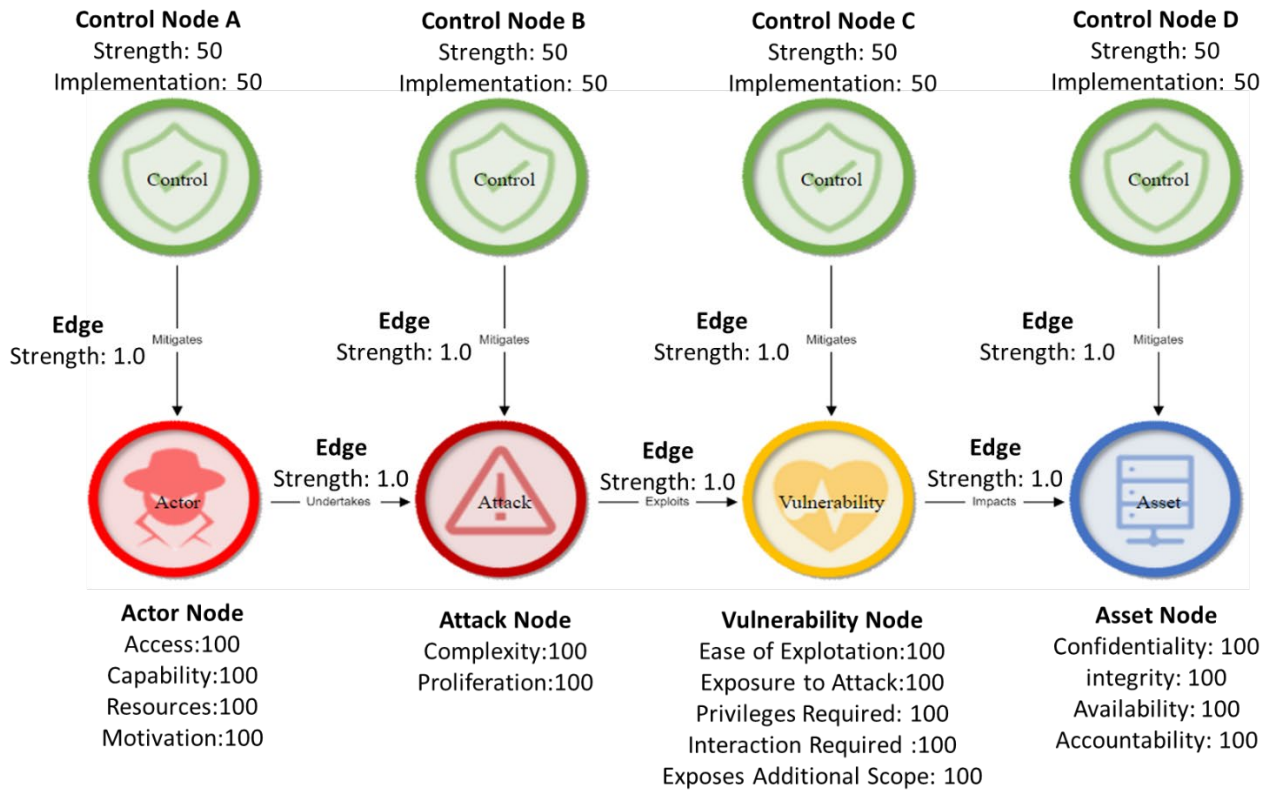 Control Node A
Strength: 50
Implementation: 50
Control Node B
Strength: 50
Implementation: 50
Control Node C
Strength: 50
Implementation: 50
Control Node D
Strength: 50
Implementation: 50
Control
Control
Control
Control
Edge
Strength: 1.0
Mitigates
Edge
Strength: 1.0
Mitigates
Edge
Strength: 1.0
Mitigates
Edge
Strength: 1.0
Mitigates
Actor
Edge
Strength: 1.0
Undertakes
Attack
Edge
Strength: 1.0
Exploits
Vulnerability
Edge
Strength: 1.0
Impacts
Asset
Actor Node
Access:100
Capability:100
Resources:100
Motivation:100
Attack Node
Complexity:100
Proliferation:100
Vulnerability Node
Ease of Explotation:100
Exposure to Attack:100
Privileges Required: 100
Interaction Required :100
Exposes Additional Scope: 100
Asset Node
Confidentiality: 100
integrity: 100
Availability: 100
Accountability: 100